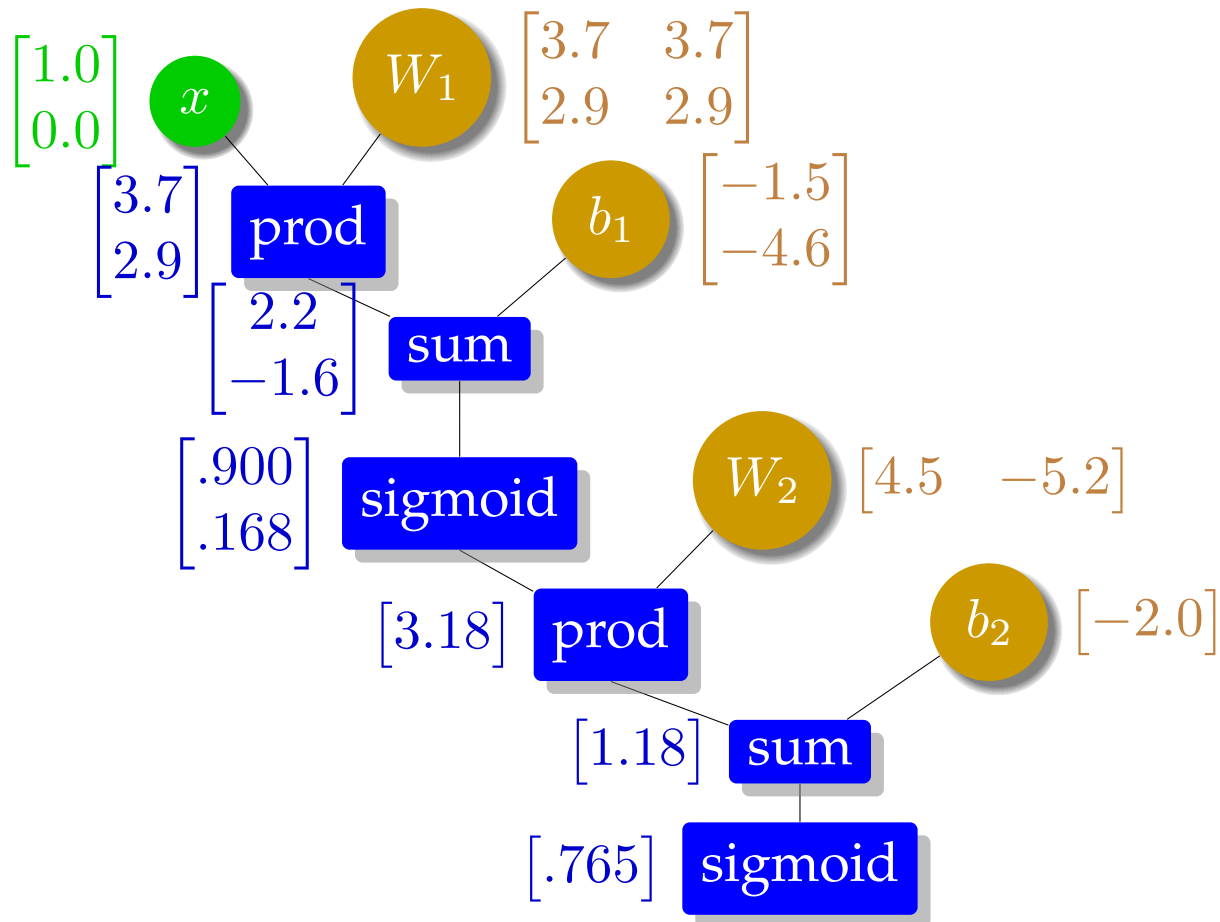 [1.0
0.0] x W₁ [3.7 3.7
2.9 2.9]
[3.7
2.9] prod b₁ [−1.5
−4.6]
[2.2
−1.6] sum
[.900
.168] sigmoid W₂ [4.5 −5.2]
[3.18] prod b₂ [−2.0]
[1.18] sum
[.765] sigmoid